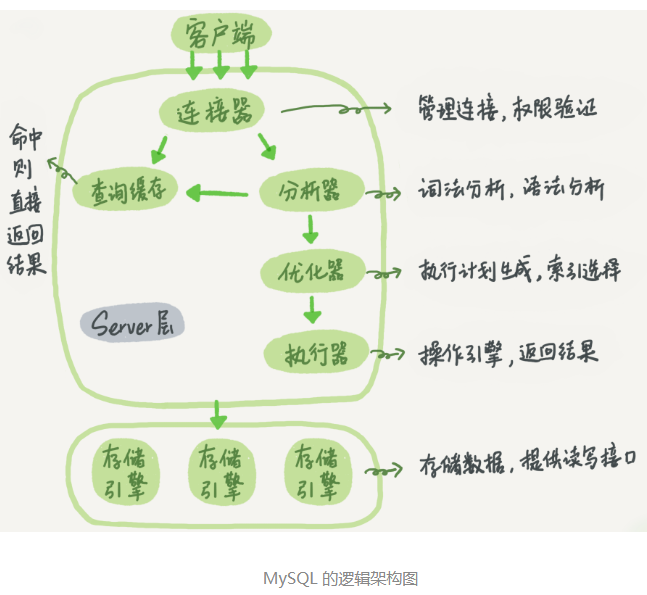 客户端
连接器
管理连接，权限验证
命中
则
直接
返回
结果
查询缓存
分析器
词法分析，语法分析
优化器
执行计划生成，索引选择
Server层
执行器
操作引擎，返回结果
存储
引擎
存储
引擎
存储
引擎
存储数据，提供读写接口
MySQL 的逻辑架构图